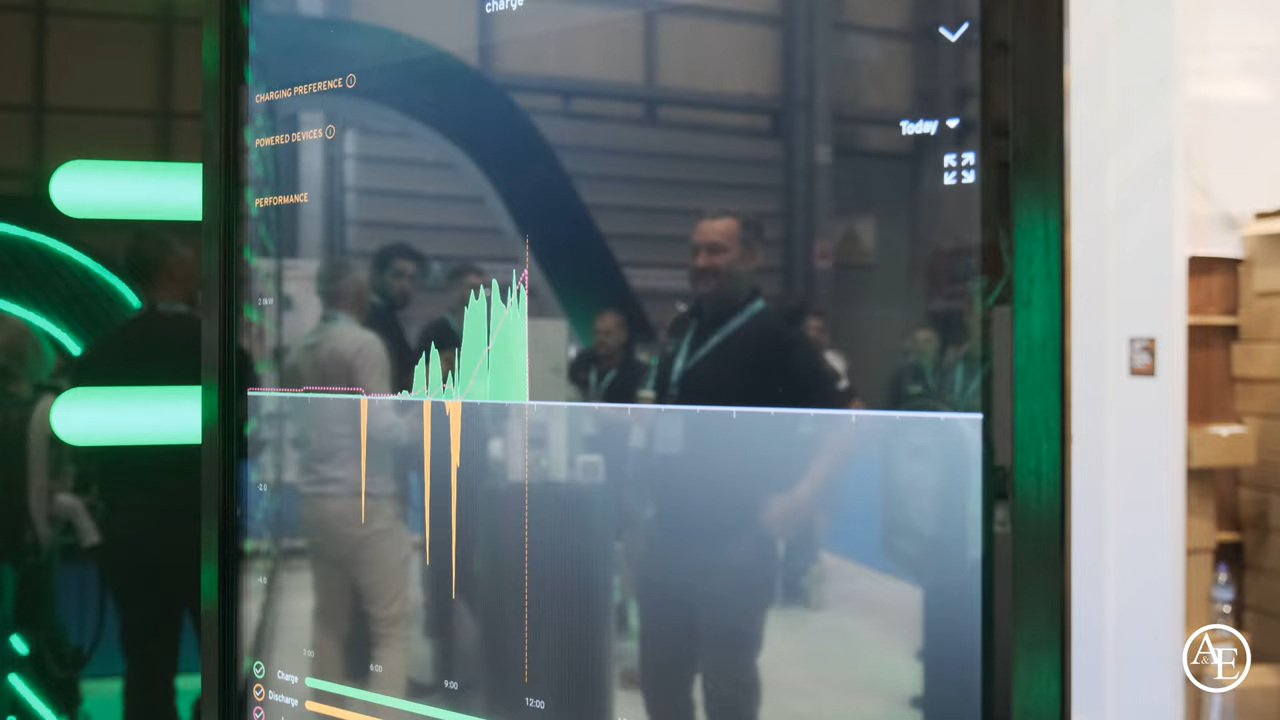 charge
CHARGING PREFERENCE ⓘ
Today
POWERED DEVICES ⓘ
PERFORMANCE
2.0kW
-2.0
-4.0
3:00
6:00
9:00
12:00
Charge
Discharge
A&E